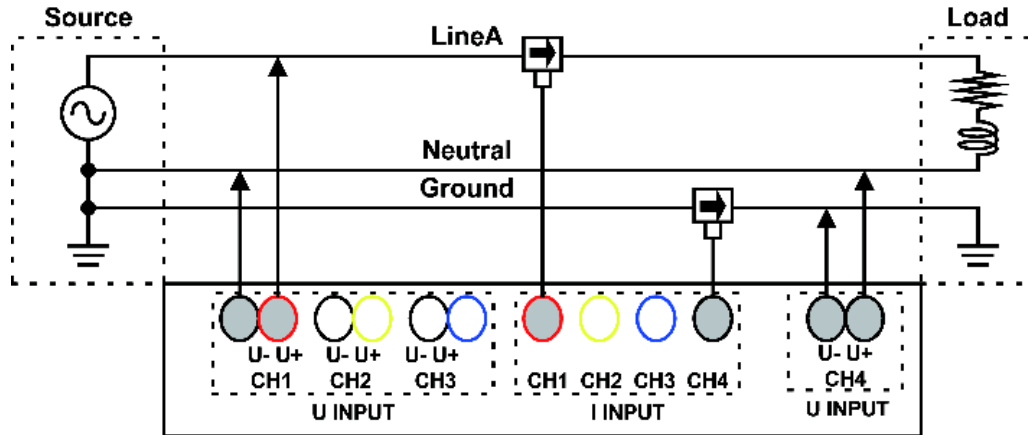 Source
Load
LineA
Neutral
Ground
U- U+ U- U+ U- U+ U- U+
CH1 CH2 CH3 CH1 CH2 CH3 CH4 CH4
U INPUT I INPUT U INPUT